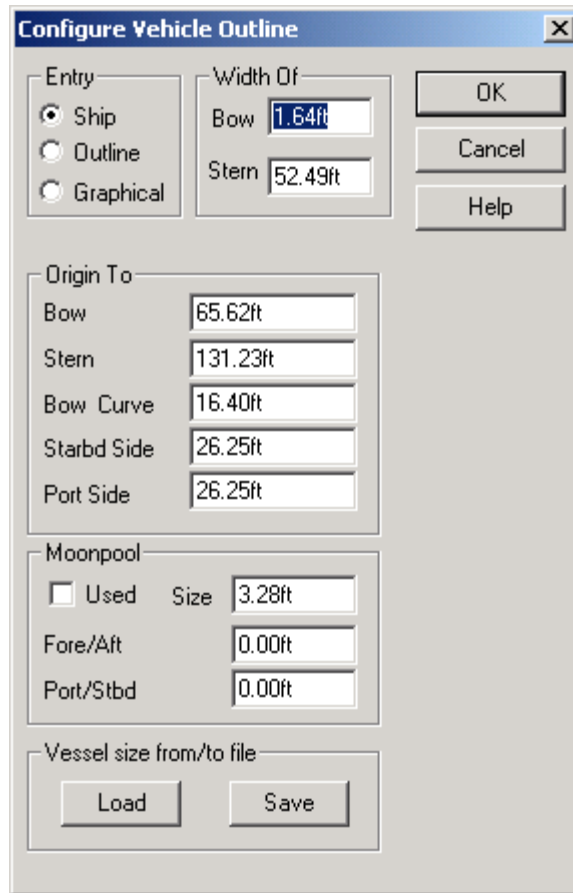 Configure Vehicle Outline
Entry
Ship
Outline
Graphical
Width Of
Bow 1.64ft
Stern 52.49ft
OK
Cancel
Help
Origin To
Bow 65.62ft
Stern 131.23ft
Bow Curve 16.40ft
Starbd Side 26.25ft
Port Side 26.25ft
Moonpool
Used Size 3.28ft
Fore/Aft 0.00ft
Port/Stbd 0.00ft
Vessel size from/to file
Load Save